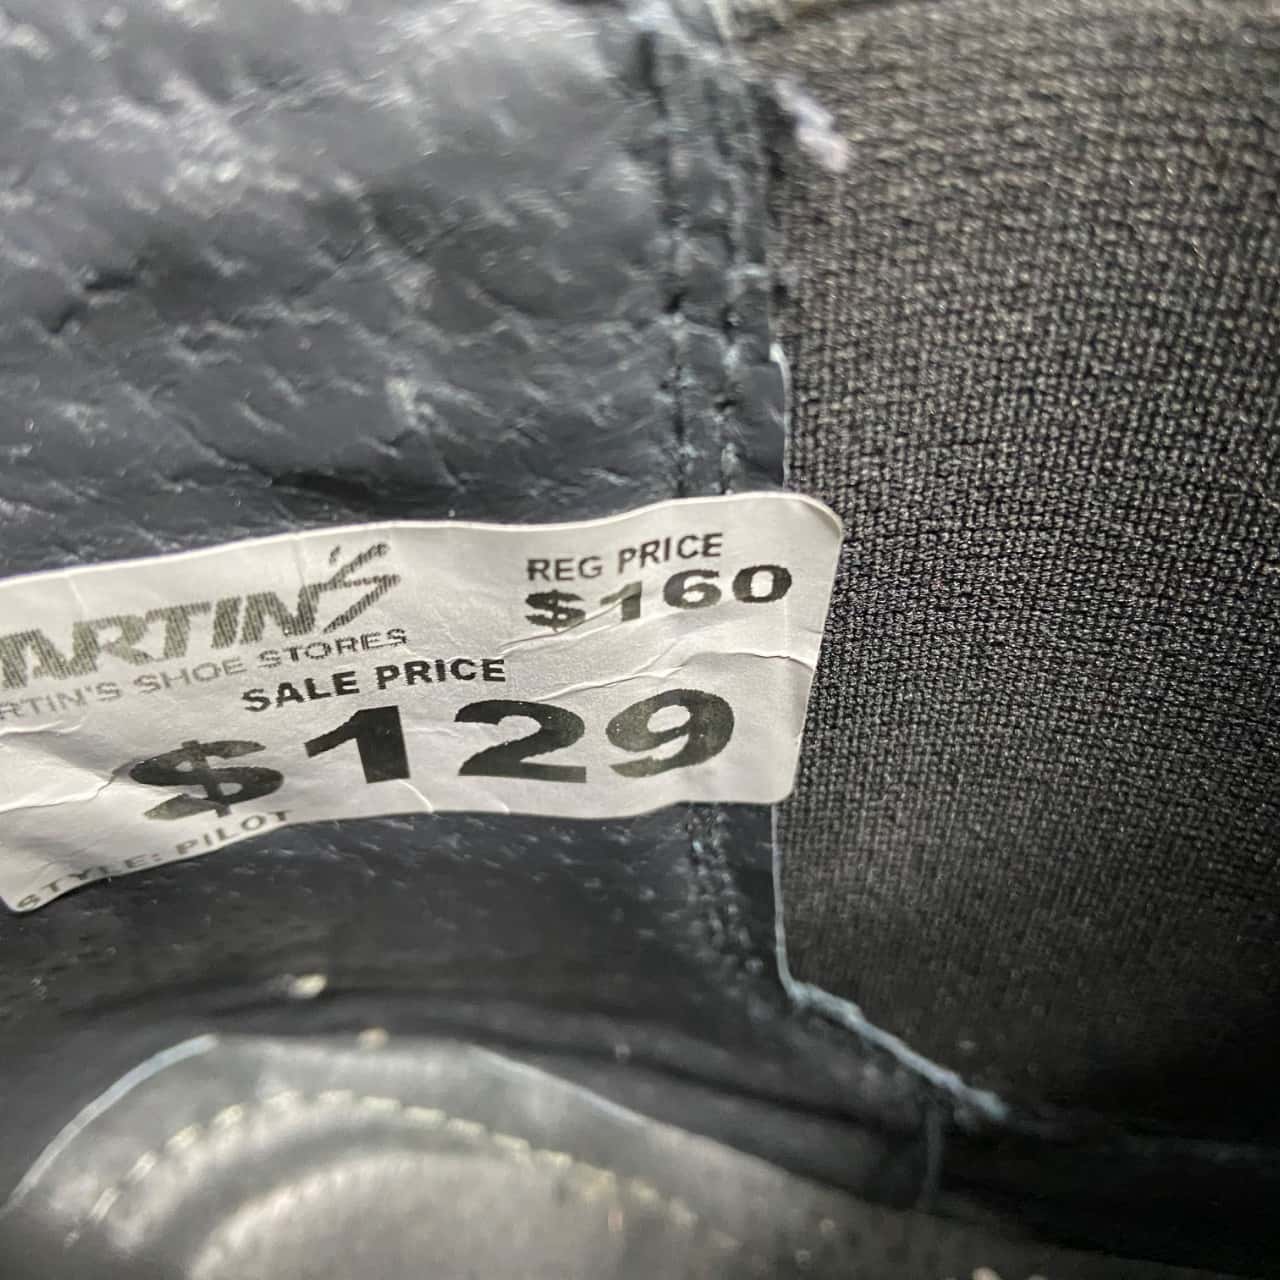 ARTIN'S
RTIN'S SHOE STORES
REG PRICE
$160
SALE PRICE
$129
STYLE: PILOT